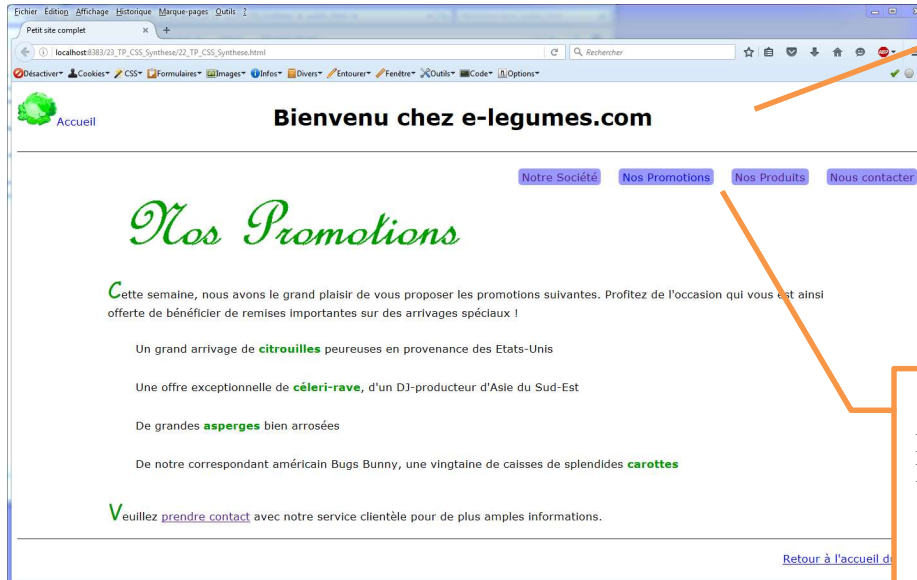 Fichier Édition Affichage Historique Marque-pages Outils ?
Petit site complet × +
localhost:8383/23_TP_CSS_Synthese/22_TP_CSS_Synthese.html
Rechercher
Désactiver Cookies CSS Formulaires Images Infos Divers Entourer Fenêtre Outils Code Options
Accueil
Bienvenu chez e-legumes.com
Notre Société Nos Promotions Nos Produits Nous contacter
Nos Promotions
Cette semaine, nous avons le grand plaisir de vous proposer les promotions suivantes. Profitez de l'occasion qui vous est ainsi
offerte de bénéficier de remises importantes sur des arrivages spéciaux !
Un grand arrivage de citrouilles peureuses en provenance des Etats-Unis
Une offre exceptionnelle de céleri-rave, d'un DJ-producteur d'Asie du Sud-Est
De grandes asperges bien arrosées
De notre correspondant américain Bugs Bunny, une vingtaine de caisses de splendides carottes
Veuillez prendre contact avec notre service clientèle pour de plus amples informations.
Retour à l'accueil